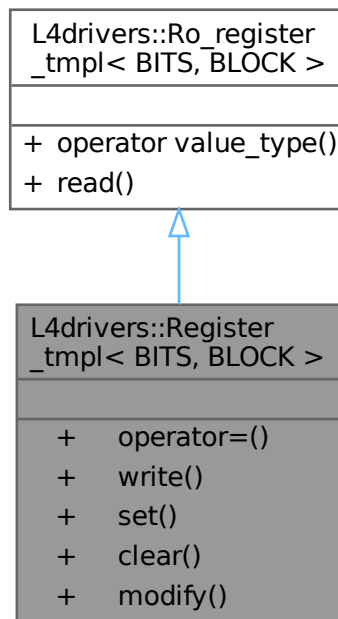 L4drivers::Ro_register
_tmpl< BITS, BLOCK >
+ operator value_type()
+ read()
L4drivers::Register
_tmpl< BITS, BLOCK >
+ operator=()
+ write()
+ set()
+ clear()
+ modify()